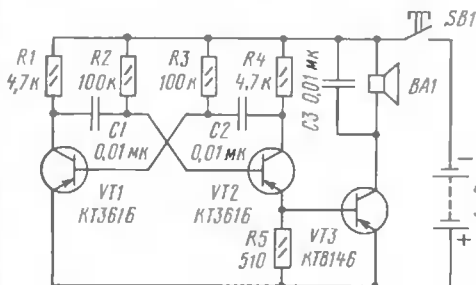 R1
4,7к
R2
100к
R3
100к
R4
4,7к
C3 0,01 мк
BA1
SB1
C1
0,01 мк
C2
0,01 мк
VT1
КТ361б
VT2
КТ361б
R5
510
VT3
КТ814б
−
+